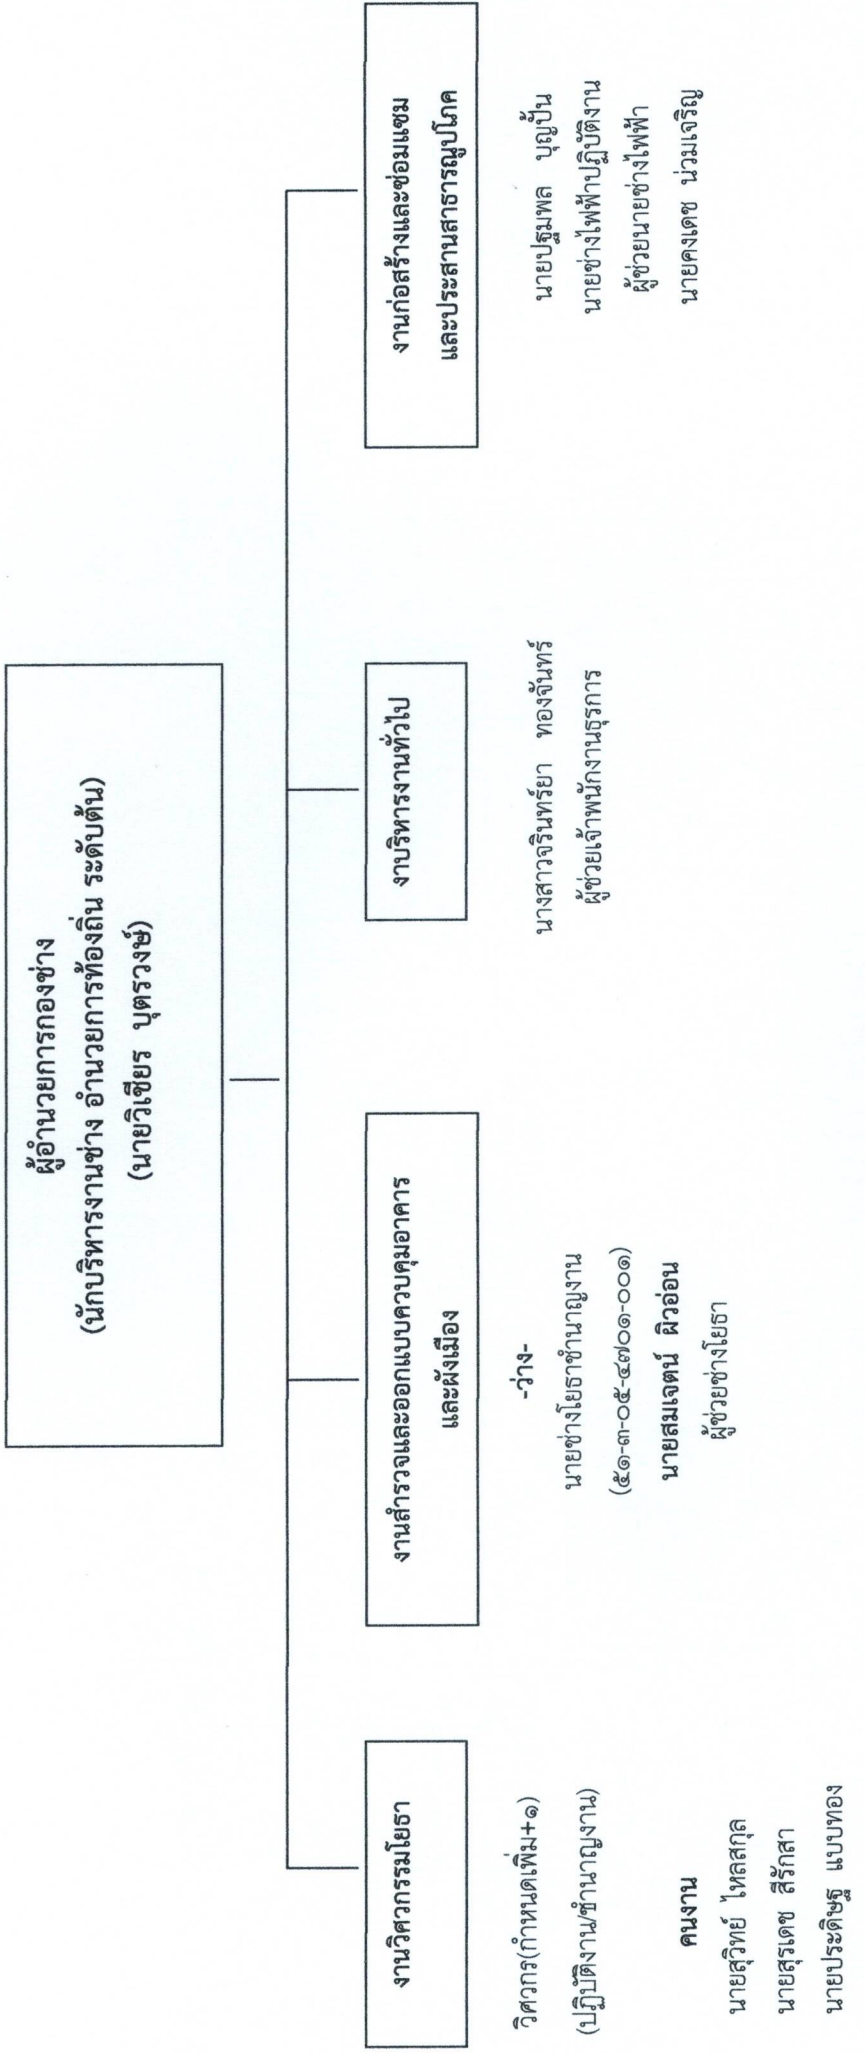 ผู้อำนวยการกองช่าง
(นักบริหารงานช่าง อำนวยการท้องถิ่น ระดับต้น)
(นายวิเชียร บุตรวงษ์)
งานวิศวกรรมโยธา
วิศวกร(กำหนดเพิ่ม+๑)
(ปฏิบัติงาน/ชำนาญงาน)
คนงาน
นายสุวิทย์ ไหลสกุล
นายสุรเดช สีรักสา
นายประดิษฐ แบบทอง
งานสำรวจและออกแบบควบคุมอาคาร
และผังเมือง
-ว่าง-
นายช่างโยธาชำนาญงาน
(๕๑-๓-๐๕-๔๗๐๑-๐๐๑)
นายสมเจตน์ ผิวอ่อน
ผู้ช่วยช่างโยธา
งาบริหารงานทั่วไป
นางสาวจรินทร์ยา ทองจันทร์
ผู้ช่วยเจ้าพนักงานธุรการ
งานก่อสร้างและซ่อมแซม
และประสานสาธารณูปโภค
นายปฐมพล บุญปั้น
นายช่างไฟฟ้าปฏิบัติงาน
ผู้ช่วยนายช่างไฟฟ้า
นายคงเดช น่วมเจริญ